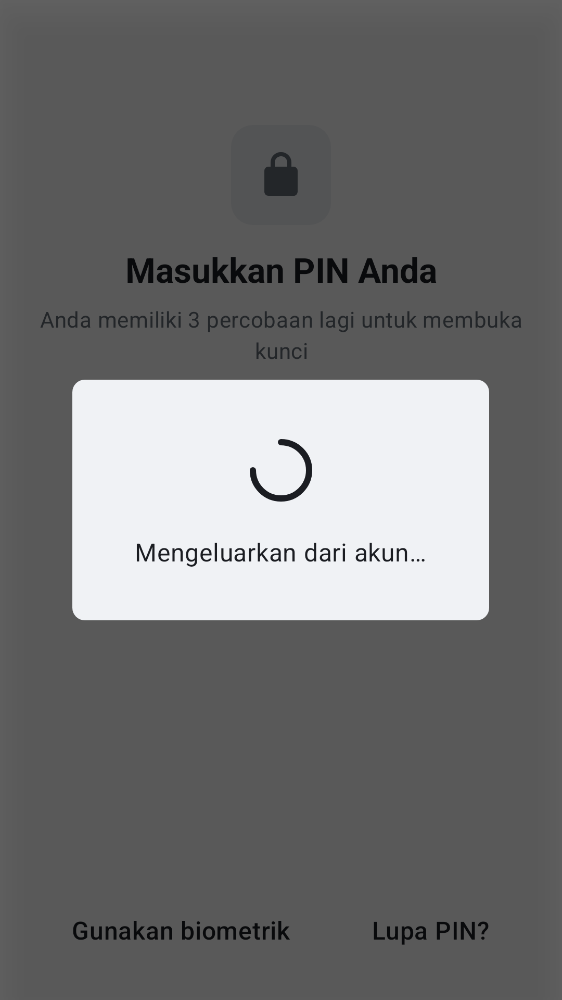 Masukkan PIN Anda
Anda memiliki 3 percobaan lagi untuk membuka
kunci
Mengeluarkan dari akun…
Gunakan biometrik
Lupa PIN?